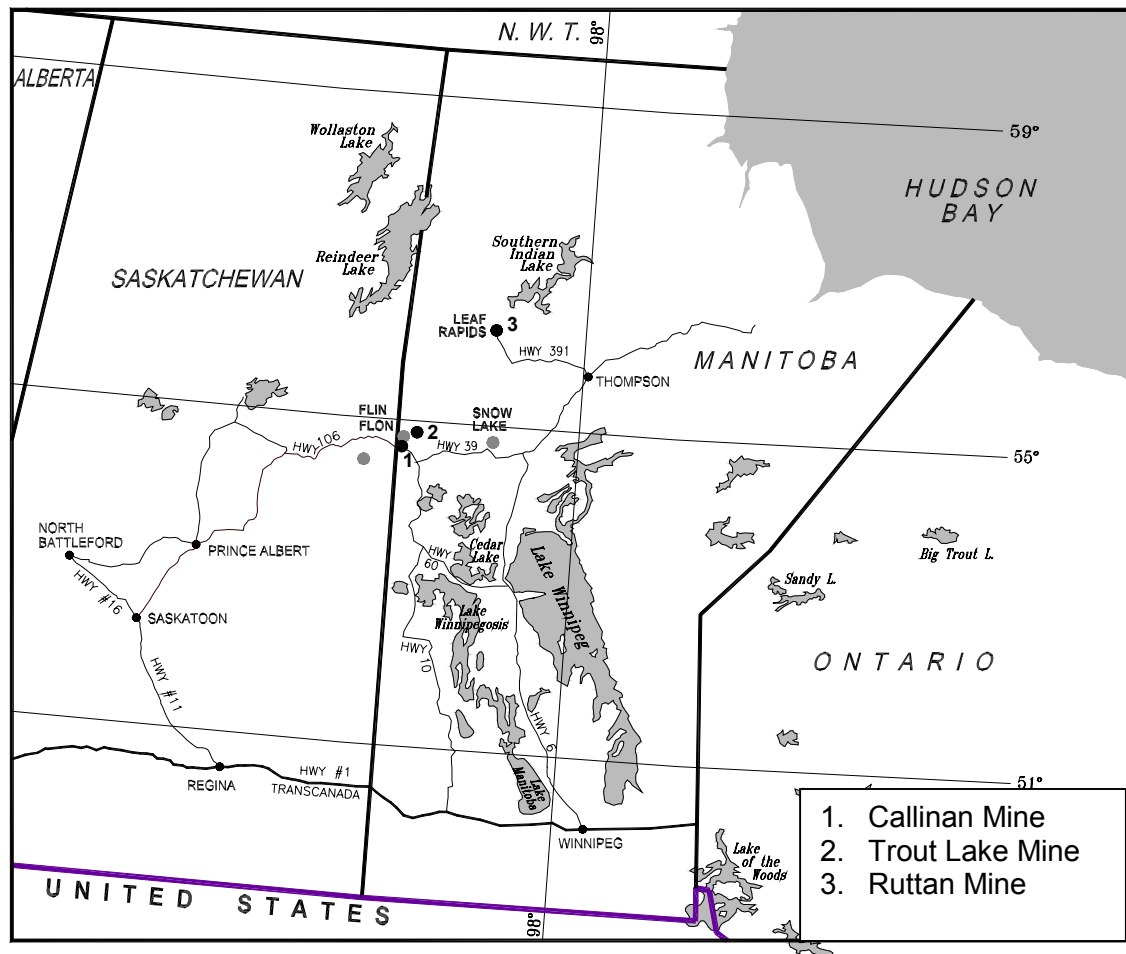 N. W. T.
98°
ALBERTA
59°
Wollaston
Lake
HUDSON
BAY
Southern
Indian
Lake
Reindeer
Lake
SASKATCHEWAN
LEAF
RAPIDS
3
HWY 391
MANITOBA
THOMPSON
FLIN
FLON
SNOW
LAKE
2
1
HWY 106
HWY 39
55°
NORTH
BATTLEFORD
PRINCE ALBERT
Cedar
Lake
HWY
60
Lake Winnipeg
Big Trout L.
Sandy L.
HWY #16
SASKATOON
Lake
Winnipegosis
HWY
10
ONTARIO
HWY #11
HWY 6
HWY #1
TRANSCANADA
REGINA
Lake
Manitoba
51°
WINNIPEG
Lake
of the
Woods
1. Callinan Mine
2. Trout Lake Mine
3. Ruttan Mine
UNITED STATES
98°